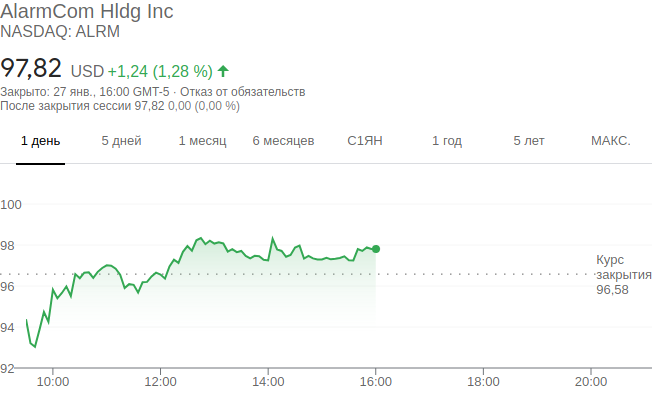 AlarmCom Hldg Inc
NASDAQ: ALRM
97,82 USD +1,24 (1,28 %)
Закрыто: 27 янв., 16:00 GMT-5 · Отказ от обязательств
После закрытия сессии 97,82 0,00 (0,00 %)
1 день 5 дней 1 месяц 6 месяцев С1ЯН 1 год 5 лет МАКС.
100
98
Курс
закрытия
96,58
96
94
92
10:00 12:00 14:00 16:00 18:00 20:00